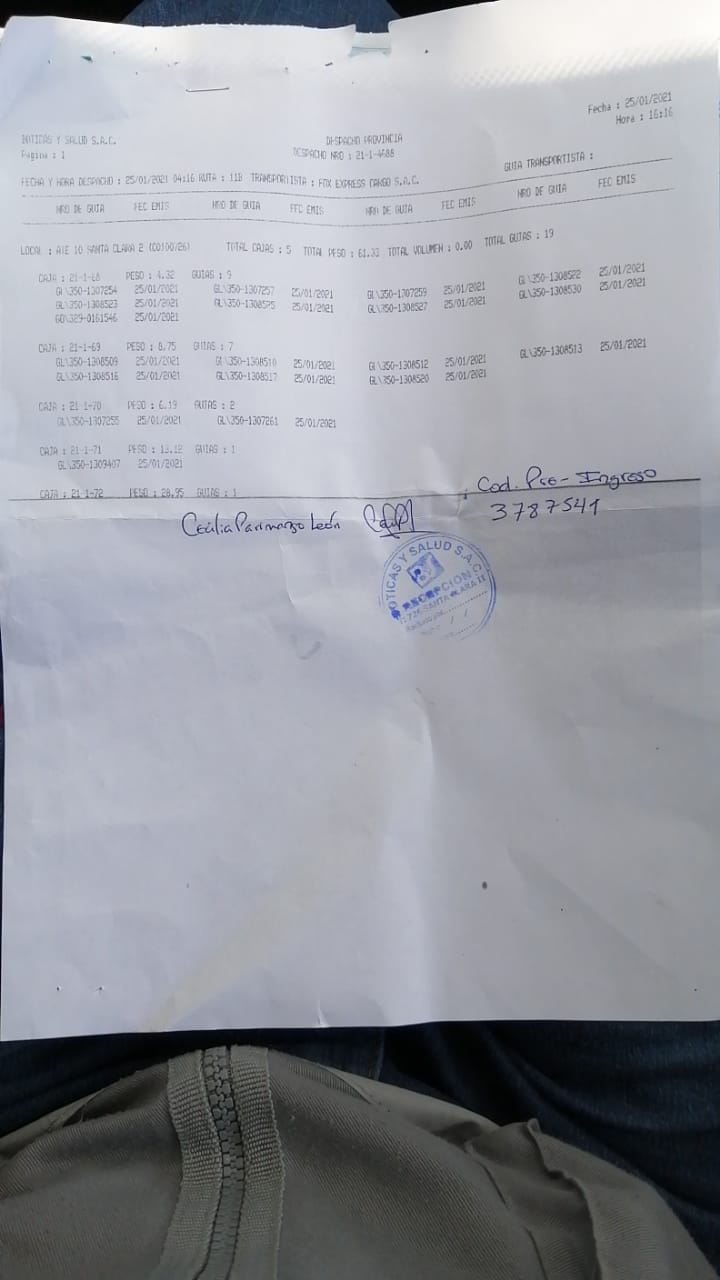 Fecha : 25/01/2021
Hora : 16:16
BOTICAS Y SALUD S.A.C. DESPACHO PROVINCIA
Pagina : 1 DESPACHO NRO : 21-1-4688
GUIA TRANSPORTISTA :
FECHA Y HORA DESPACHO : 25/01/2021 04:16 RUTA : 11B TRANSPORTISTA : FOX EXPRESS CARGO S.A.C.
NRO DE GUIA FEC EMIS NRO DE GUIA FEC EMIS NRO DE GUIA FEC EMIS NRO DE GUIA FEC EMIS
LOCAL : ATE 10 SANTA CLARA 2 TOTAL CAJAS : 5 TOTAL PESO : 61.33 TOTAL VOLUMEN : 0.00 TOTAL GUIAS : 19
CAJA : 21-1-68 PESO : 4.32 GUIAS : 9
GL\350-1307254 25/01/2021 GL\350-1307257 25/01/2021 GL\350-1307259 25/01/2021 GL\350-1308522 25/01/2021
GL\350-1308523 25/01/2021 GL\350-1308525 25/01/2021 GL\350-1308527 25/01/2021 GL\350-1308530 25/01/2021
GO\329-0161546 25/01/2021
CAJA : 21-1-69 PESO : 8.75 GUIAS : 7
GL\350-1308509 25/01/2021 GL\350-1308510 25/01/2021 GL\350-1308512 25/01/2021 GL\350-1308513 25/01/2021
GL\350-1308516 25/01/2021 GL\350-1308517 25/01/2021 GL\350-1308520 25/01/2021
CAJA : 21-1-70 PESO : 6.19 GUIAS : 2
GL\350-1307255 25/01/2021 GL\350-1307261 25/01/2021
CAJA : 21-1-71 PESO : 13.12 GUIAS : 1
GL\350-1309407 25/01/2021
CAJA : 21-1-72 PESO : 28.95 GUIAS : 1
: Cod. Pre-Ingreso
3787541
Cecilia Parimango León
BOTICAS Y SALUD S.A.C.
RECEPCION
SANTA CLARA II